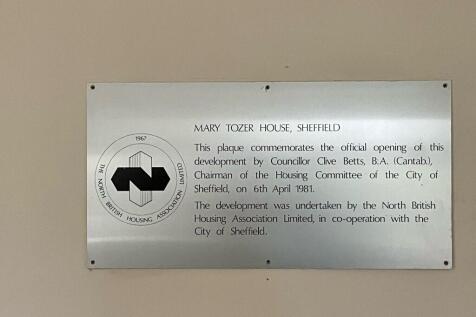 MARY TOZER HOUSE, SHEFFIELD
This plaque commemorates the official opening of this
development by Councillor Clive Betts, B.A. (Cantab.),
Chairman of the Housing Committee of the City of
Sheffield, on 6th April 1981.
The development was undertaken by the North British
Housing Association Limited, in co-operation with the
City of Sheffield.
1967
THE NORTH BRITISH HOUSING ASSOCIATION LIMITED